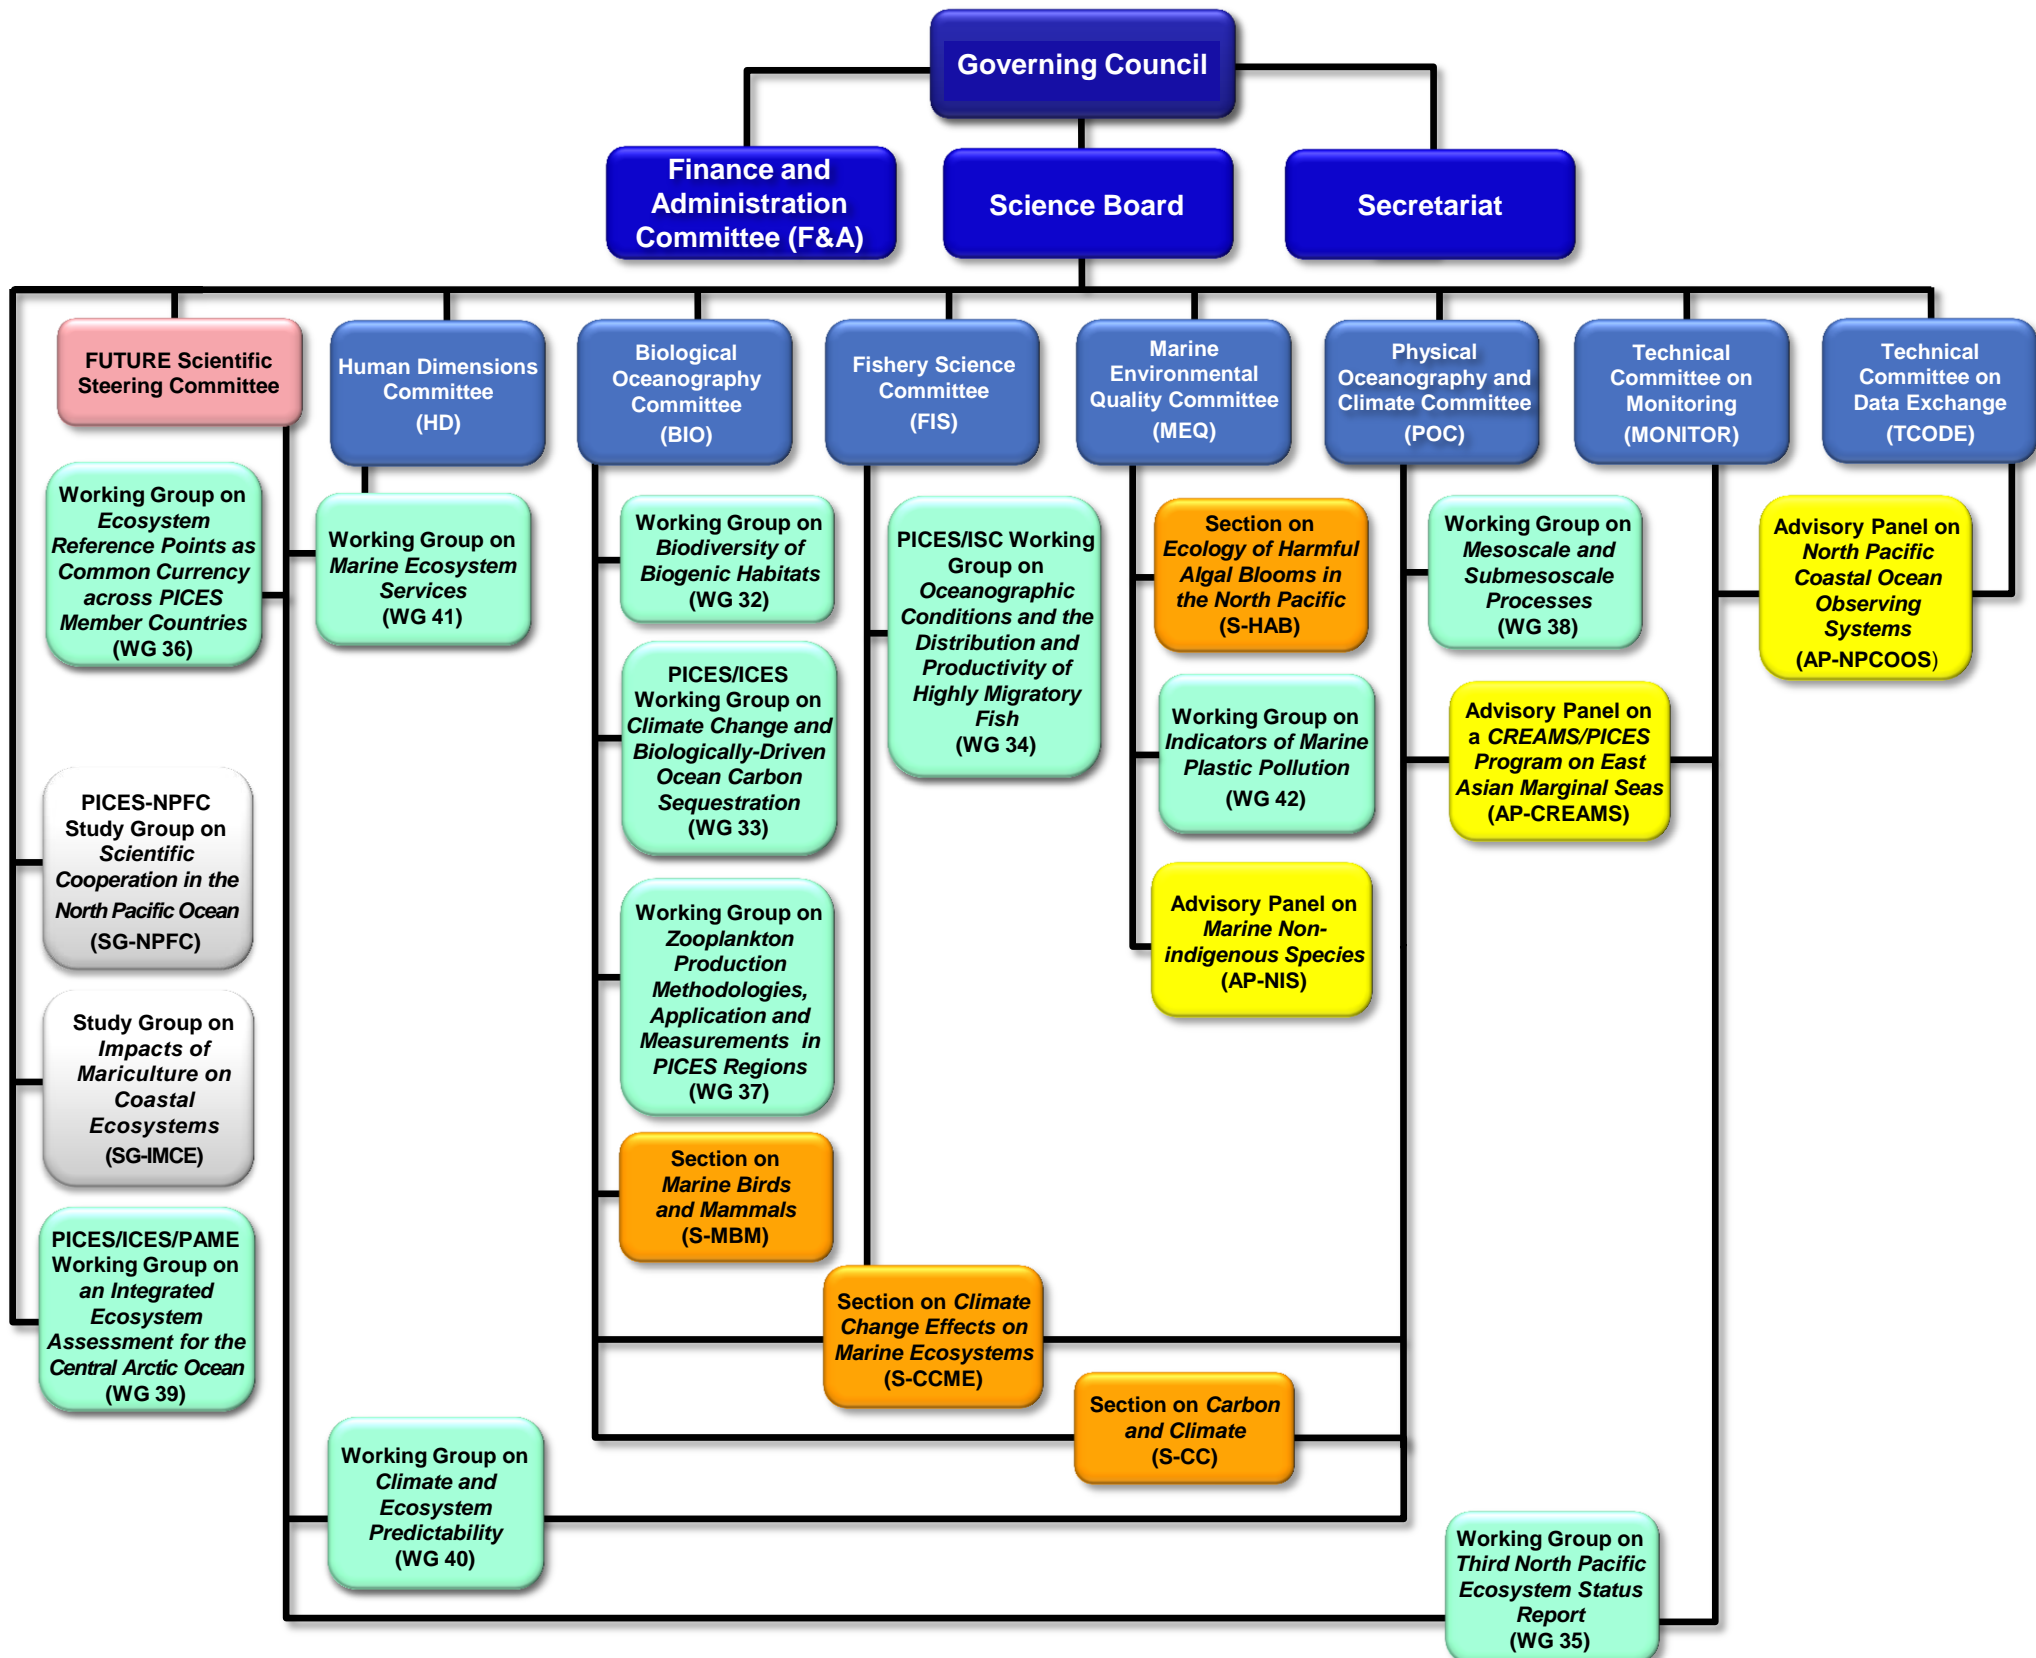 Governing Council
Finance and
Administration
Committee (F&A)
Science Board
Secretariat
FUTURE Scientific
Steering Committee
Human Dimensions
Committee
(HD)
Biological
Oceanography
Committee
(BIO)
Fishery Science
Committee
(FIS)
Marine
Environmental
Quality Committee
(MEQ)
Physical
Oceanography and
Climate Committee
(POC)
Technical
Committee on
Monitoring
(MONITOR)
Technical
Committee on
Data Exchange
(TCODE)
Working Group on
Ecosystem
Reference Points as
Common Currency
across PICES
Member Countries
(WG 36)
Working Group on
Marine Ecosystem
Services
(WG 41)
Working Group on
Biodiversity of
Biogenic Habitats
(WG 32)
PICES/ISC Working
Group on
Oceanographic
Conditions and the
Distribution and
Productivity of
Highly Migratory
Fish
(WG 34)
Section on
Ecology of Harmful
Algal Blooms in
the North Pacific
(S-HAB)
Working Group on
Mesoscale and
Submesoscale
Processes
(WG 38)
Advisory Panel on
North Pacific
Coastal Ocean
Observing
Systems
(AP-NPCOOS)
PICES/ICES
Working Group on
Climate Change and
Biologically-Driven
Ocean Carbon
Sequestration
(WG 33)
Working Group on
Indicators of Marine
Plastic Pollution
(WG 42)
Advisory Panel on
a CREAMS/PICES
Program on East
Asian Marginal Seas
(AP-CREAMS)
PICES-NPFC
Study Group on
Scientific
Cooperation in the
North Pacific Ocean
(SG-NPFC)
Working Group on
Zooplankton
Production
Methodologies,
Application and
Measurements in
PICES Regions
(WG 37)
Advisory Panel on
Marine Non-
indigenous Species
(AP-NIS)
Study Group on
Impacts of
Mariculture on
Coastal
Ecosystems
(SG-IMCE)
Section on
Marine Birds
and Mammals
(S-MBM)
PICES/ICES/PAME
Working Group on
an Integrated
Ecosystem
Assessment for the
Central Arctic Ocean
(WG 39)
Section on Climate
Change Effects on
Marine Ecosystems
(S-CCME)
Section on Carbon
and Climate
(S-CC)
Working Group on
Climate and
Ecosystem
Predictability
(WG 40)
Working Group on
Third North Pacific
Ecosystem Status
Report
(WG 35)